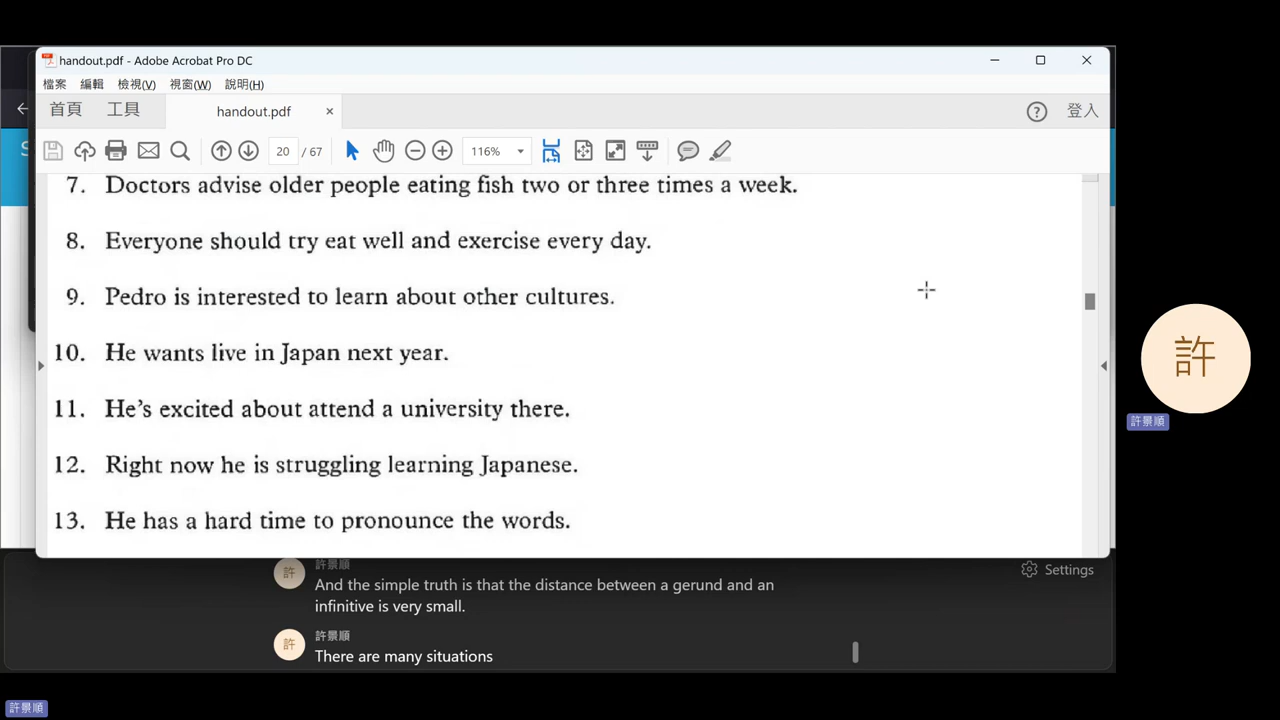 handout.pdf - Adobe Acrobat Pro DC
檔案 編輯 檢視(V) 視窗(W) 說明(H)
首頁 工具 handout.pdf × 登入
20 / 67 116%
7. Doctors advise older people eating fish two or three times a week.
8. Everyone should try eat well and exercise every day.
9. Pedro is interested to learn about other cultures.
10. He wants live in Japan next year.
11. He's excited about attend a university there.
12. Right now he is struggling learning Japanese.
13. He has a hard time to pronounce the words.
許
許景順
許景順
許
And the simple truth is that the distance between a gerund and an
infinitive is very small.
Settings
許景順
許
There are many situations
許景順